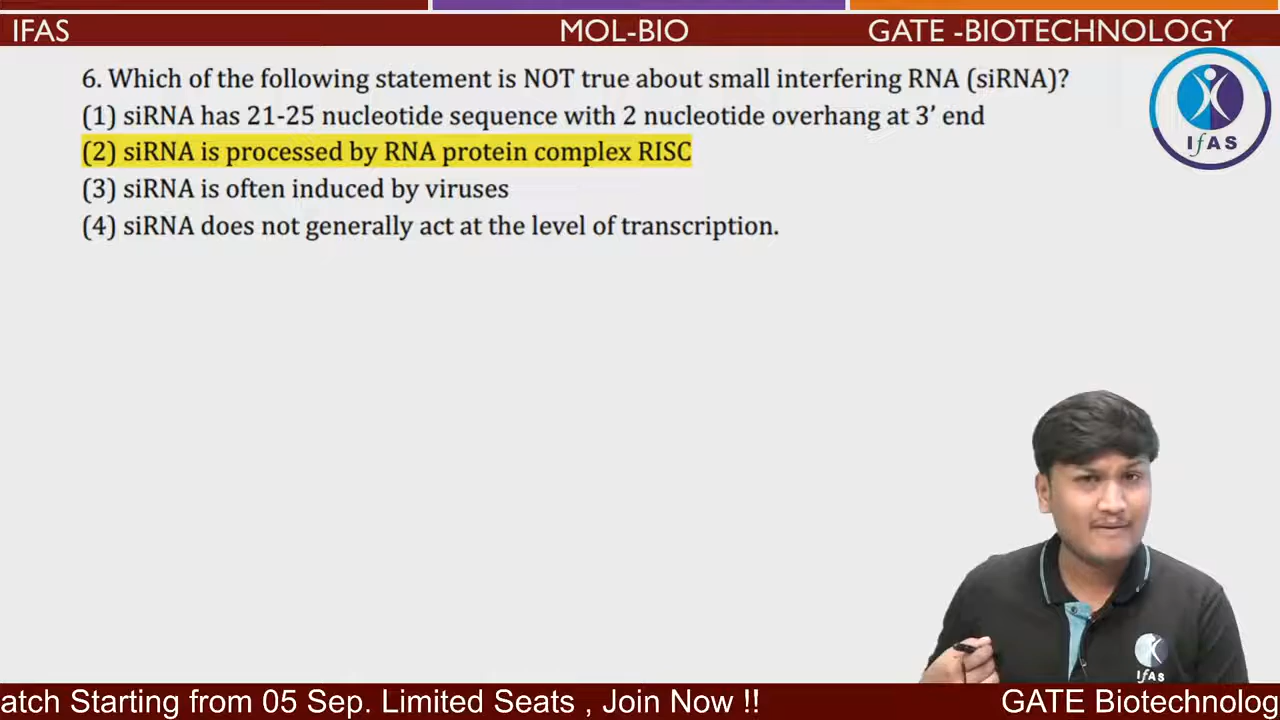 IFAS
MOL-BIO
GATE -BIOTECHNOLOGY
6. Which of the following statement is NOT true about small interfering RNA (siRNA)?
(1) siRNA has 21-25 nucleotide sequence with 2 nucleotide overhang at 3’ end
(2) siRNA is processed by RNA protein complex RISC
(3) siRNA is often induced by viruses
(4) siRNA does not generally act at the level of transcription.
IfAS
IfAS
atch Starting from 05 Sep. Limited Seats , Join Now !!
GATE Biotechnolog